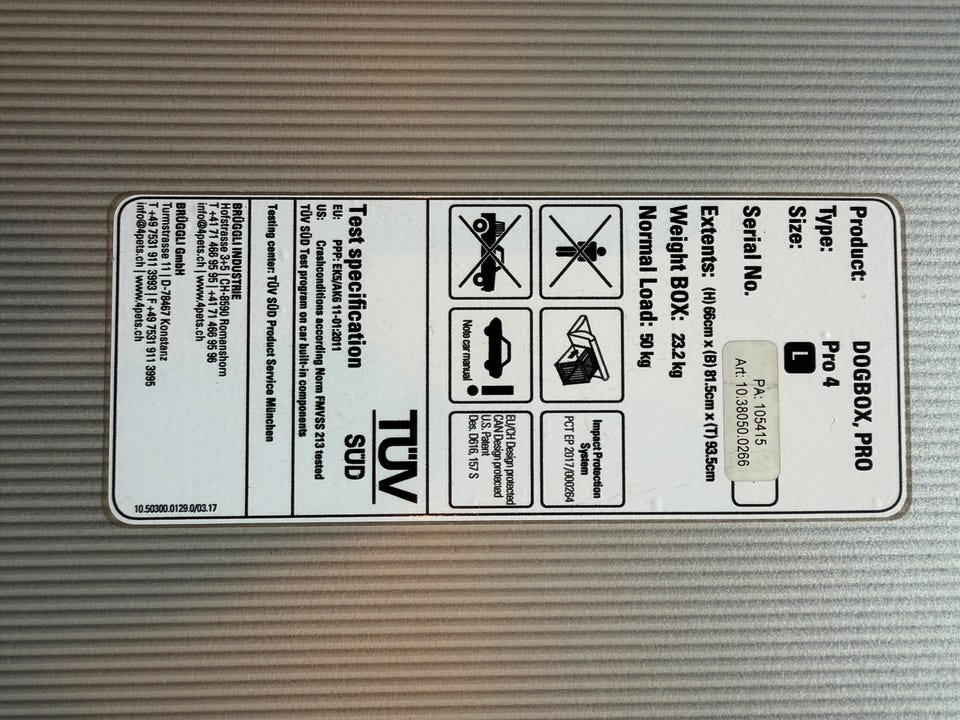 Product: DOGBOX, PRO
Type: Pro 4
Size: L
Serial No.
PA: 105415
Art: 10.38050.0266
Extents: (H) 66cm x (B) 81.5cm x (T) 93.5cm
Weight BOX: 23.2 kg
Normal Load: 50 kg
Impact Protection
System
PCT EP 2017/000264
Note car manual
EU/CH Design protected
CAN Design protected
U.S. Patent
Des. D616, 157 S
Test specification
EU: PPP: EK5/AK6 11-01:2011
US: Crashconditions according Norm FMVSS 213 tested
TÜV SÜD Test program on car built-in components
TÜV
SÜD
Testing center: TÜV SÜD Product Service München
BRÜGGLI INDUSTRIE
Hofstrasse 3+5 | CH-8590 Romanshorn
T +41 71 466 95 95 | +41 71 466 95 96
info@4pets.ch | www.4pets.ch
BRÜGGLI GmbH
Turmstrasse 11 | D-78467 Konstanz
T +49 7531 911 3993 | F +49 7531 911 3995
info@4pets.ch | www.4pets.ch
10.50300.0129.0/03.17